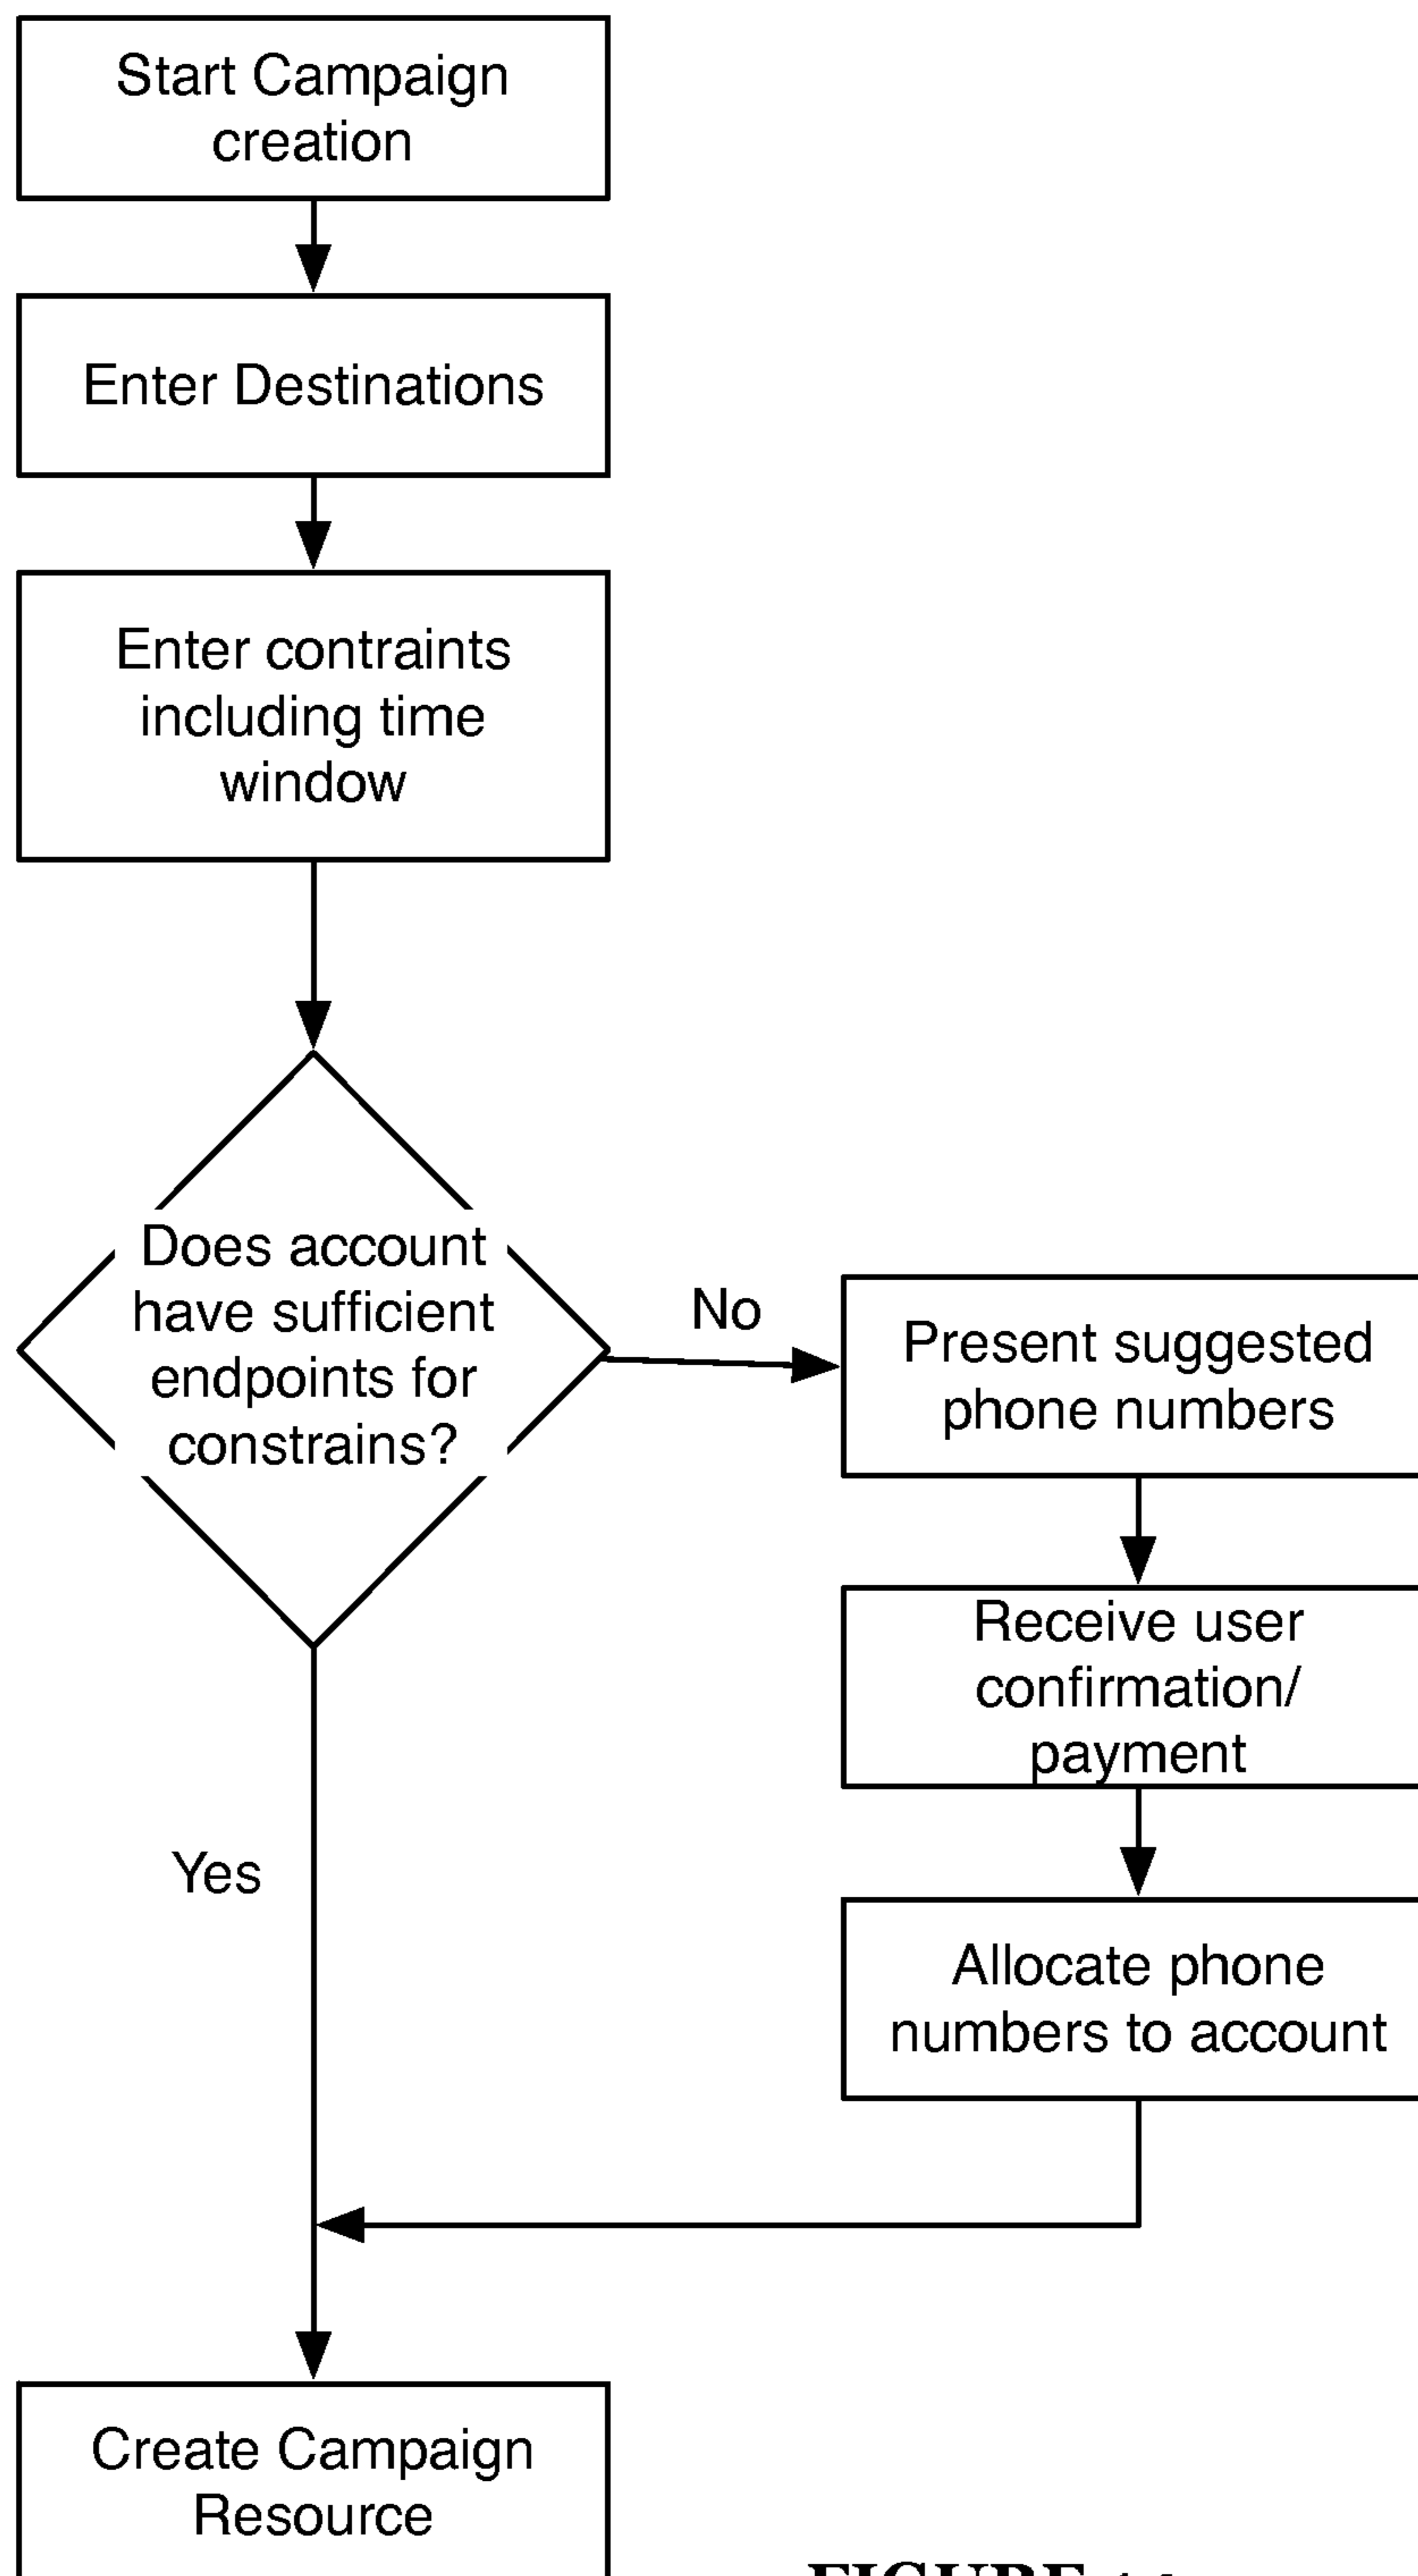 Start Campaign
creation
Enter Destinations
Enter contraints
including time
window
Does account
have sufficient
endpoints for
constrains?
No
Present suggested
phone numbers
Receive user
confirmation/
payment
Yes
Allocate phone
numbers to account
Create Campaign
Resource
FIGURE